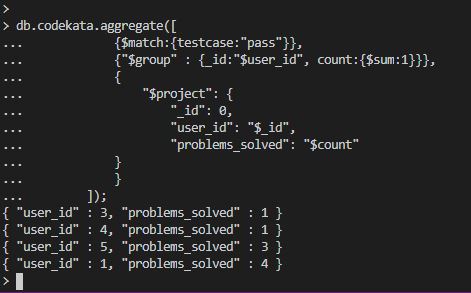 >
> db.codekata.aggregate([
...             {$match:{testcase:"pass"}},
...             {"$group" : {_id:"$user_id", count:{$sum:1}}},
...             {
...                 "$project": {
...                     "_id": 0,
...                     "user_id": "$_id",
...                     "problems_solved": "$count"
...             }
...             }
...         ]);
{ "user_id" : 3, "problems_solved" : 1 }
{ "user_id" : 4, "problems_solved" : 1 }
{ "user_id" : 5, "problems_solved" : 3 }
{ "user_id" : 1, "problems_solved" : 4 }
>